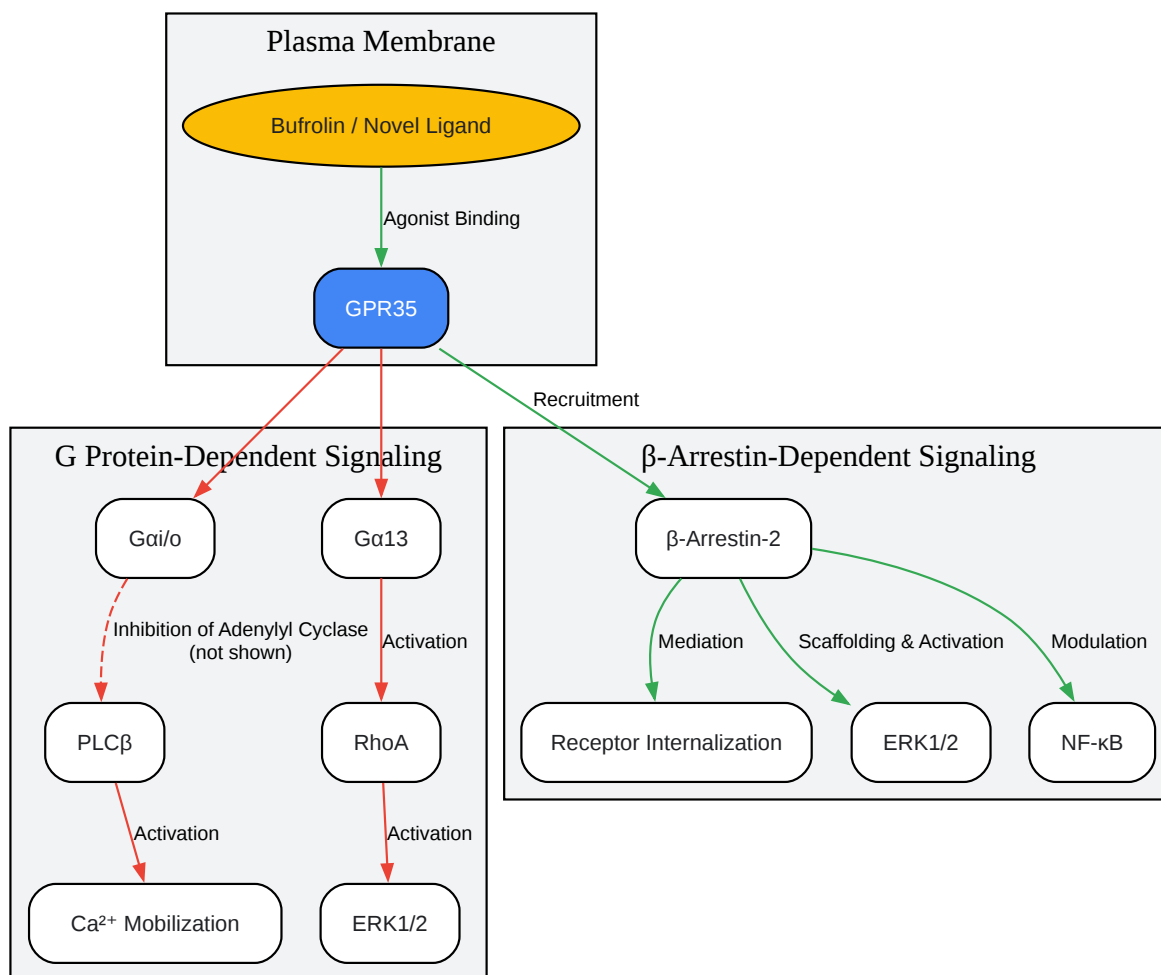 Plasma Membrane
Bufrolin / Novel Ligand
Agonist Binding
GPR35
Recruitment
G Protein-Dependent Signaling
β-Arrestin-Dependent Signaling
Gαi/o
Gα13
β-Arrestin-2
Inhibition of Adenylyl Cyclase
(not shown)
Activation
Mediation
Scaffolding & Activation
Modulation
PLCβ
RhoA
Receptor Internalization
ERK1/2
NF-κB
Activation
Activation
Ca²⁺ Mobilization
ERK1/2